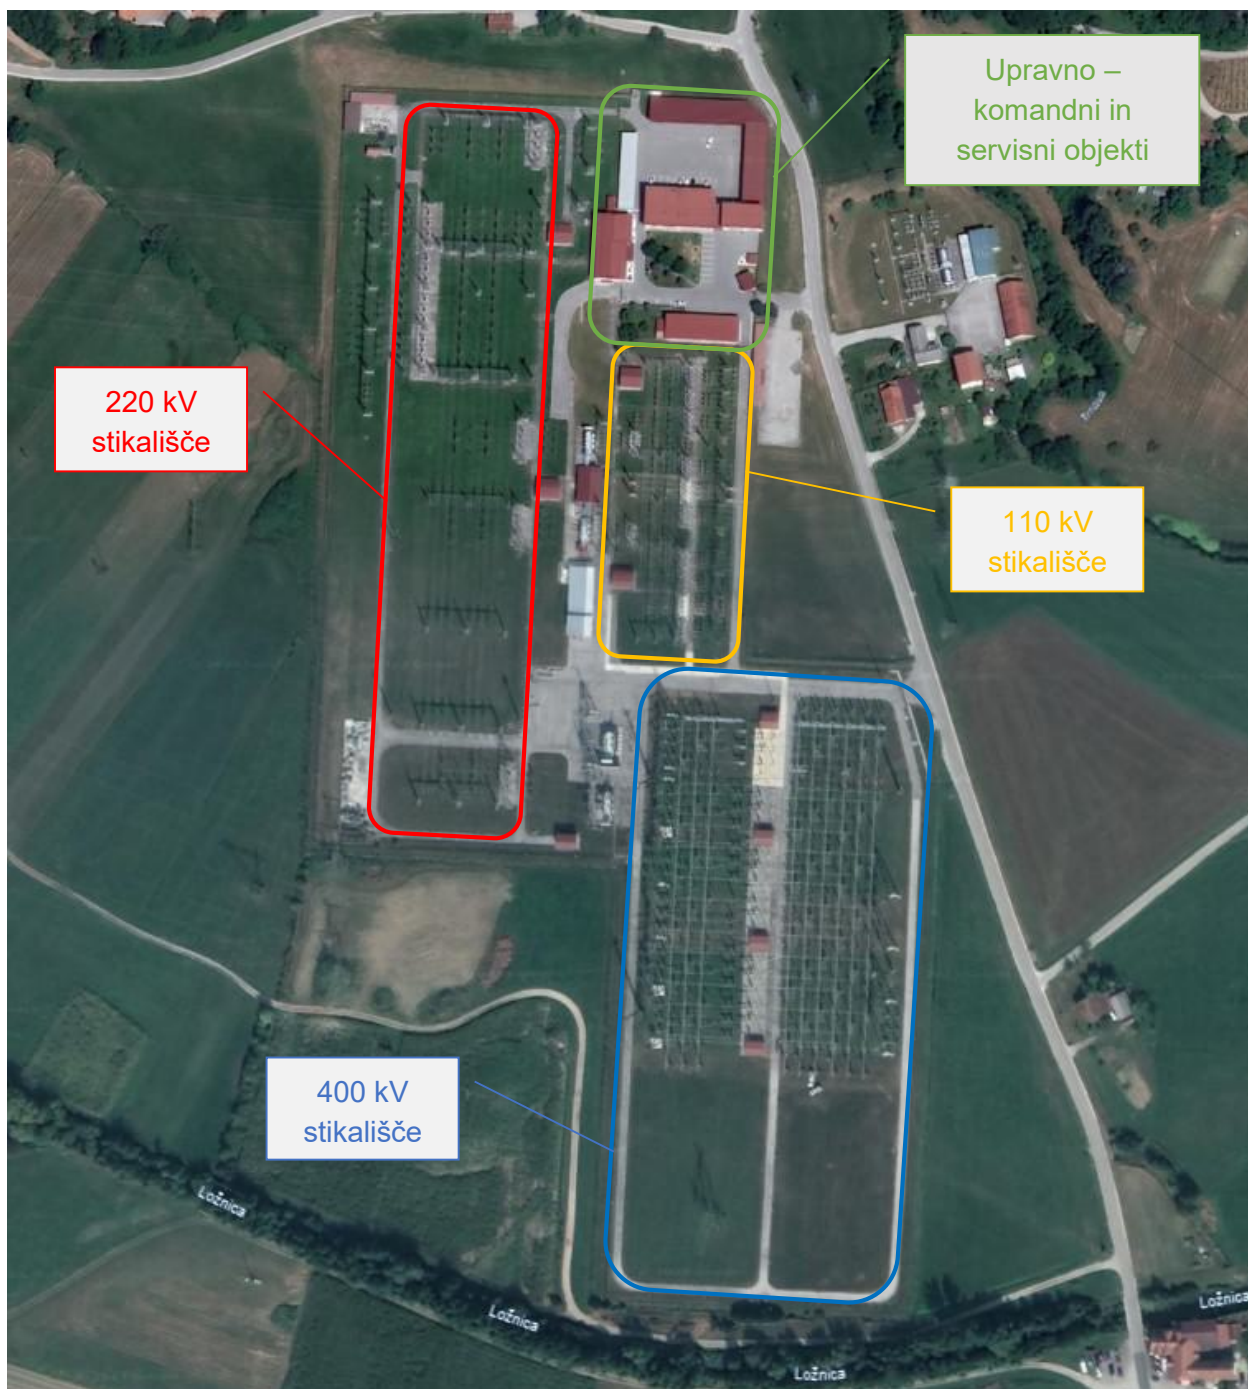 Upravno –
komandni in
servisni objekti
220 kV
stikališče
110 kV
stikališče
400 kV
stikališče
Ložnica
Ložnica
Ložnica
Ložnica